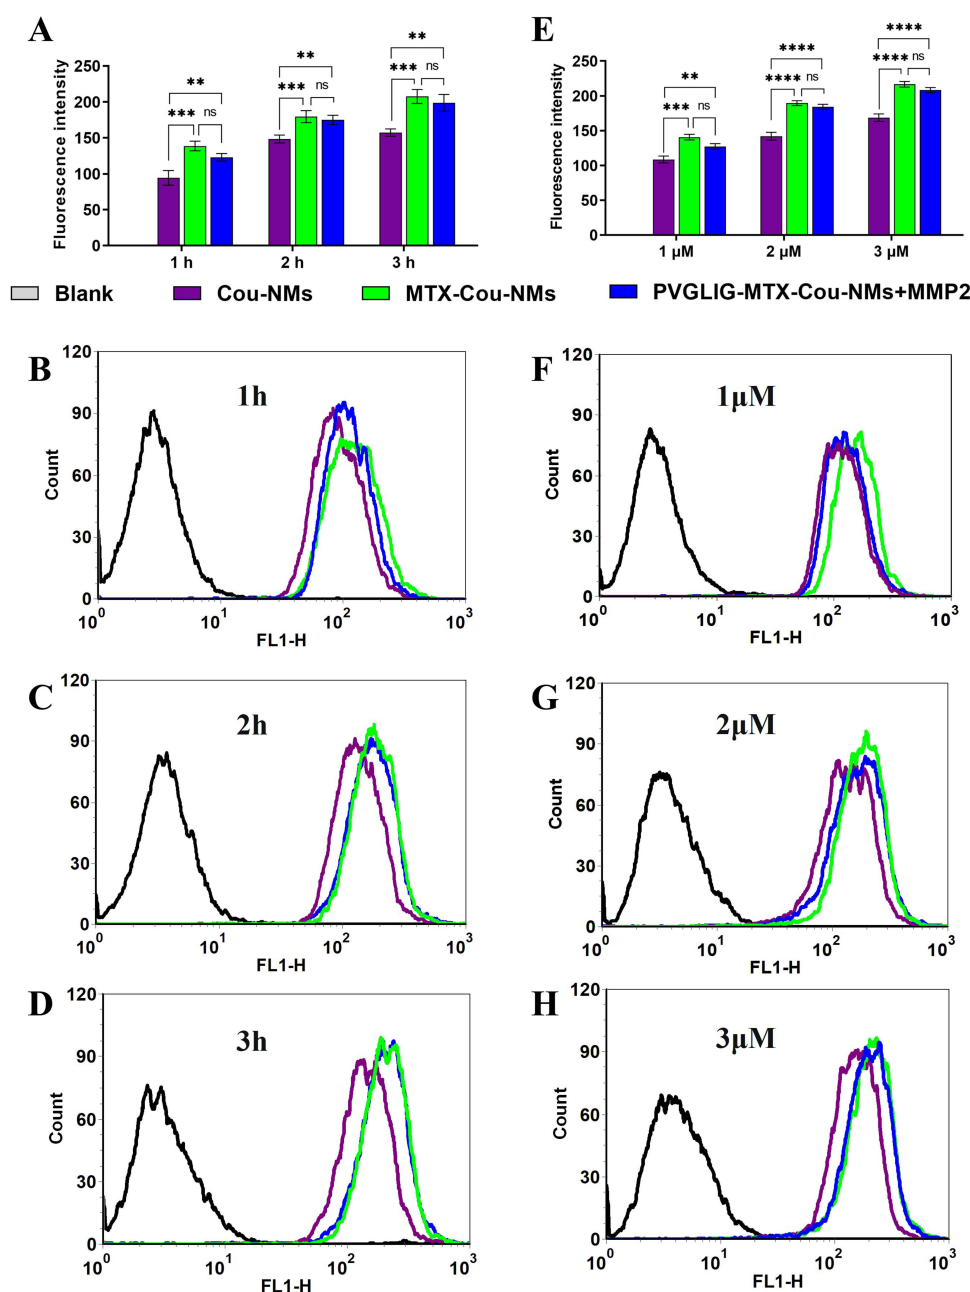 A
Fluorescence intensity
250
200
150
100
50
0
** ** **
*** ns *** ns *** ns
1 h 2 h 3 h
E
Fluorescence intensity
250
200
150
100
50
0
** **** ****
*** ns **** ns **** ns
1 µM 2 µM 3 µM
Blank Cou-NMs MTX-Cou-NMs PVGLIG-MTX-Cou-NMs+MMP2
B
1h
Count
120
90
60
30
0
10^0 10^1 10^2 10^3
FL1-H
F
1µM
Count
120
90
60
30
0
10^0 10^1 10^2 10^3
FL1-H
C
2h
Count
120
90
60
30
0
10^0 10^1 10^2 10^3
FL1-H
G
2µM
Count
120
90
60
30
0
10^0 10^1 10^2 10^3
FL1-H
D
3h
Count
120
90
60
30
0
10^0 10^1 10^2 10^3
FL1-H
H
3µM
Count
120
90
60
30
0
10^0 10^1 10^2 10^3
FL1-H